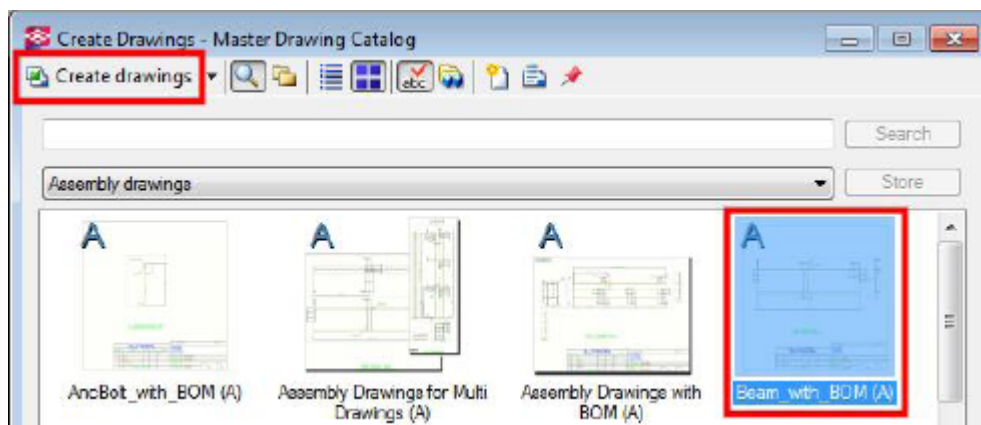 Create Drawings - Master Drawing Catalog
Create drawings
abc
Search
Assembly drawings
Store
A
A
A
A
AncBolt_with_BOM (A)
Assembly Drawings for Multi
Drawings (A)
Assembly Drawings with
BOM (A)
Beam_with_BOM (A)